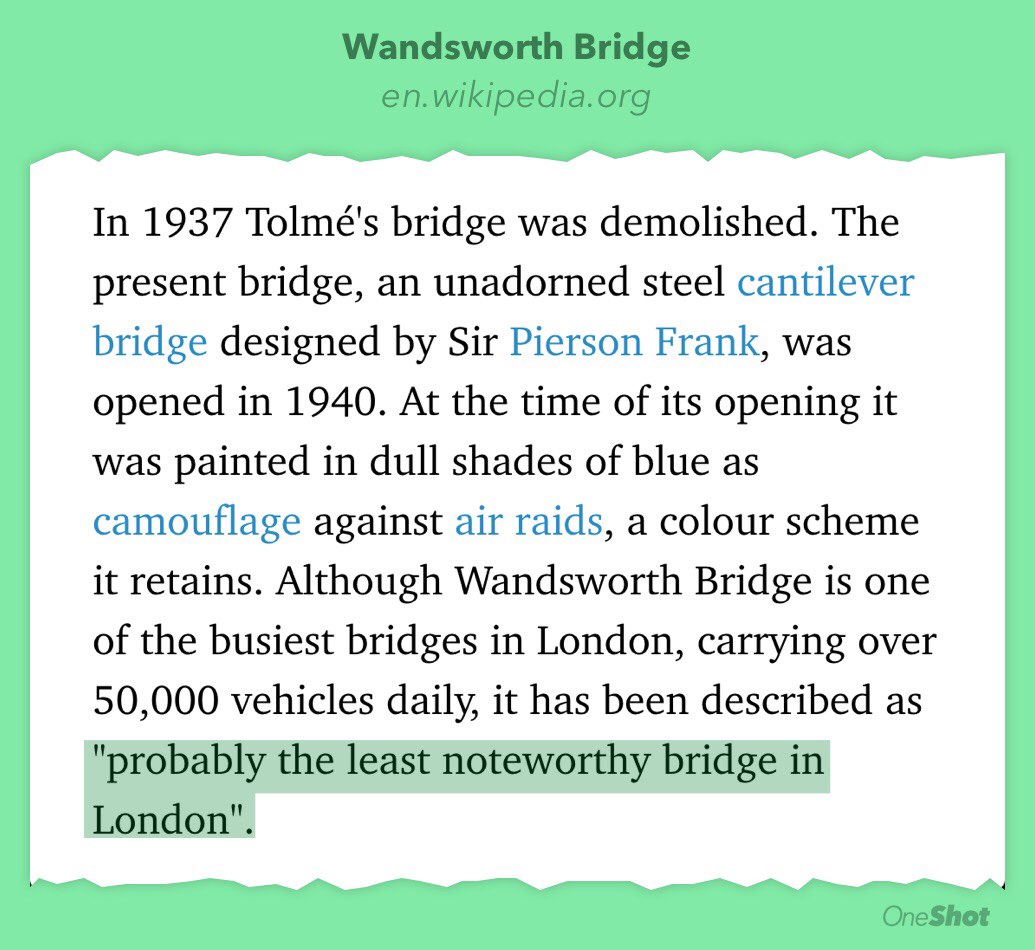 Wandsworth Bridge
en.wikipedia.org
In 1937 Tolmé's bridge was demolished. The
present bridge, an unadorned steel cantilever
bridge designed by Sir Pierson Frank, was
opened in 1940. At the time of its opening it
was painted in dull shades of blue as
camouflage against air raids, a colour scheme
it retains. Although Wandsworth Bridge is one
of the busiest bridges in London, carrying over
50,000 vehicles daily, it has been described as
"probably the least noteworthy bridge in
London".
OneShot